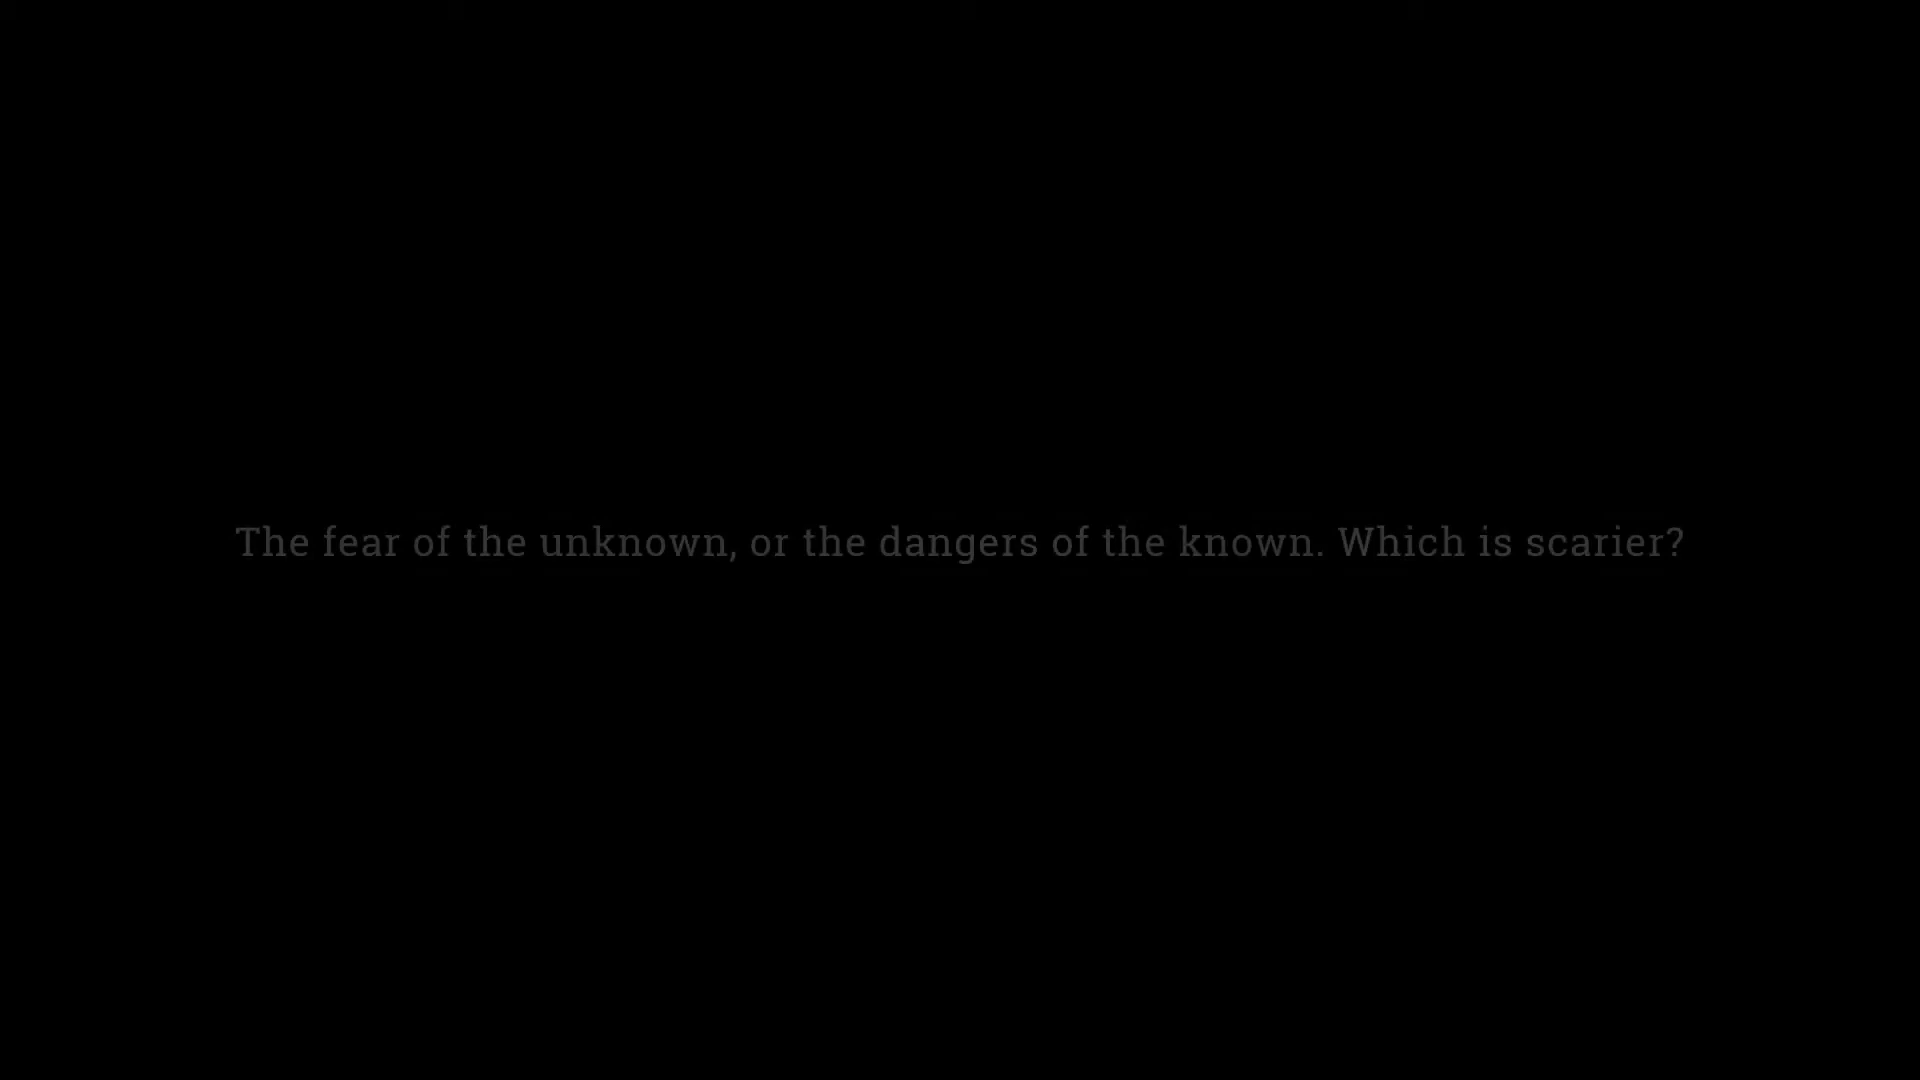 The fear of the unknown, or the dangers of the known. Which is scarier?